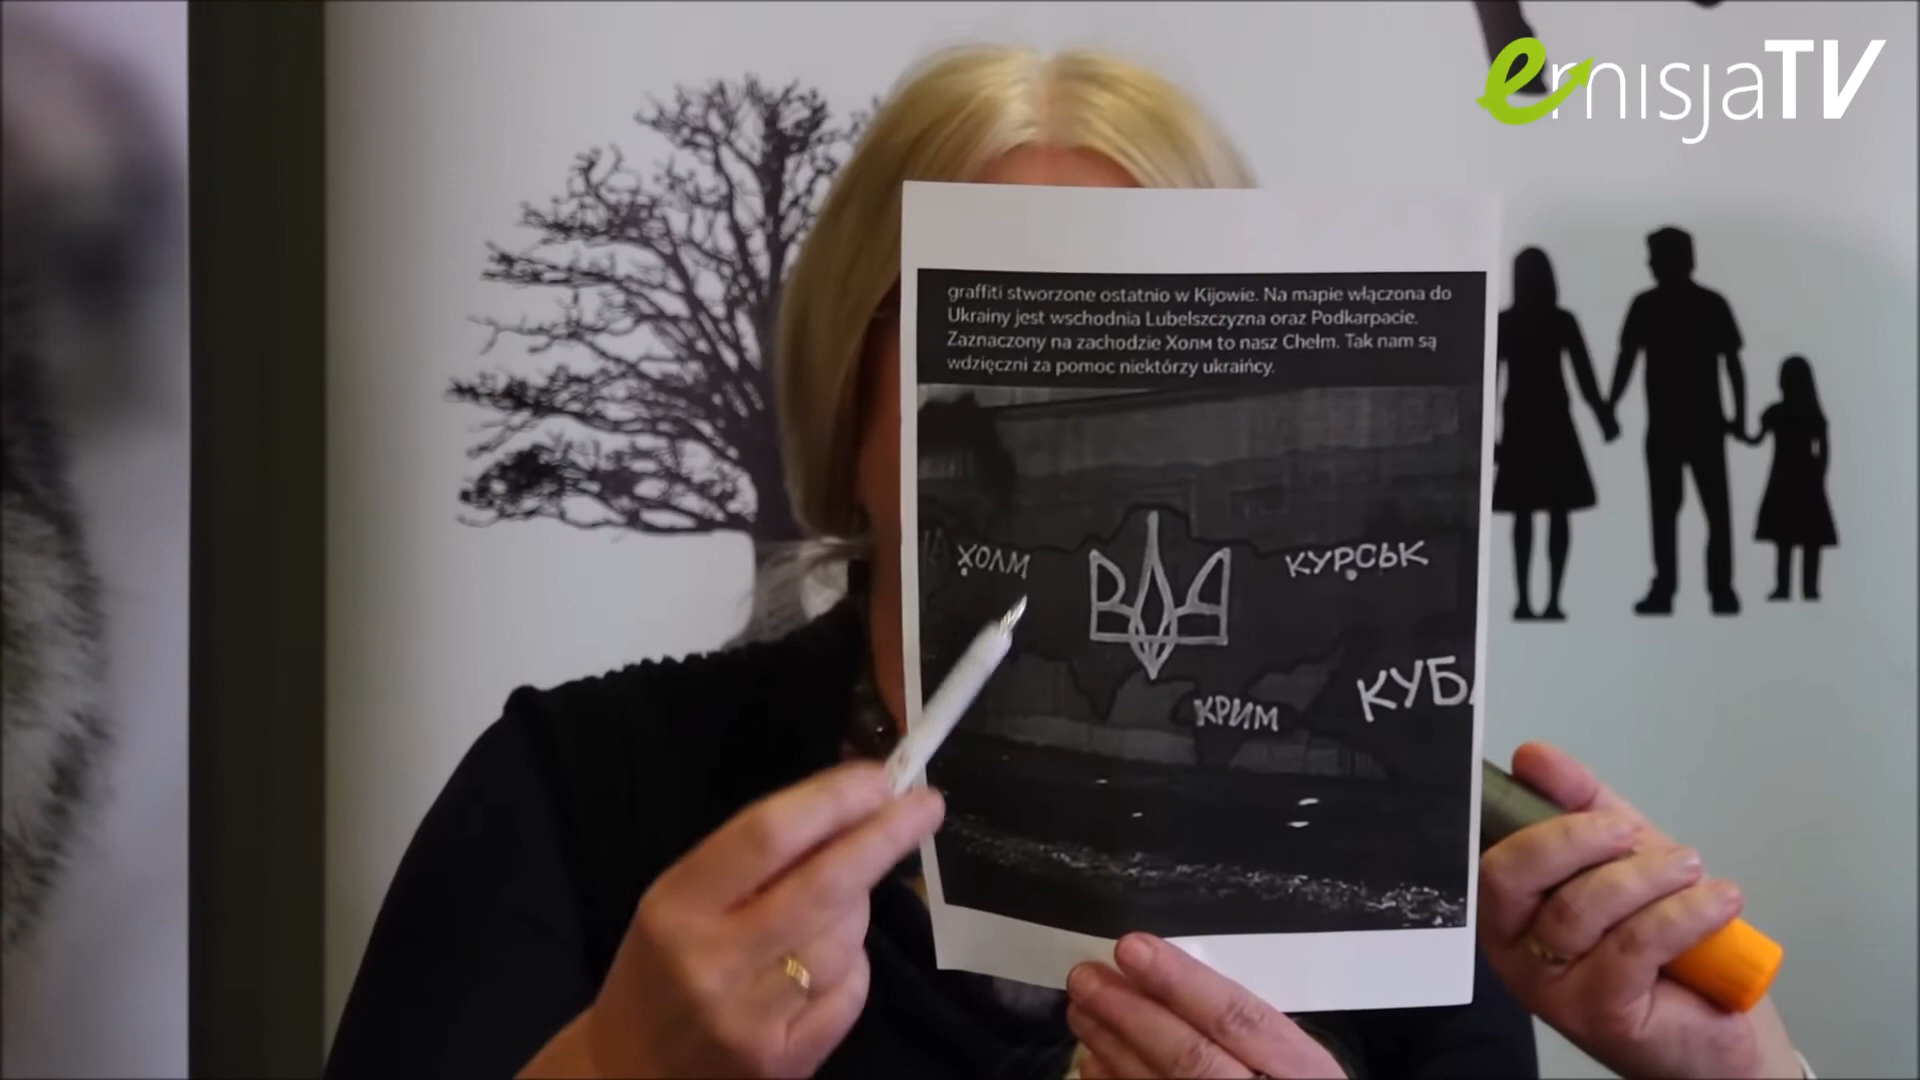 emisjaTV
graffiti stworzone ostatnio w Kijowie. Na mapie włączona do
Ukrainy jest wschodnia Lubelszczyzna oraz Podkarpacie.
Zaznaczony na zachodzie Холм to nasz Chełm. Tak nam są
wdzięczni za pomoc niektórzy ukraińcy.
ХОЛМ
КУРСЬК
КРИМ